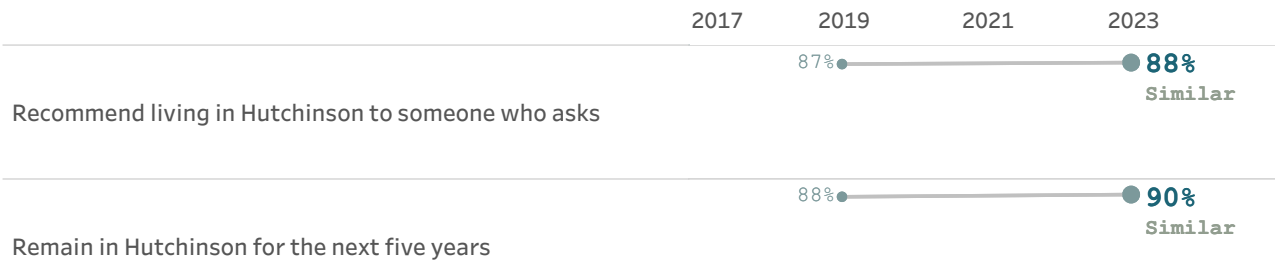 2017 2019 2021 2023
87% 88%
Similar
Recommend living in Hutchinson to someone who asks
88% 90%
Similar
Remain in Hutchinson for the next five years